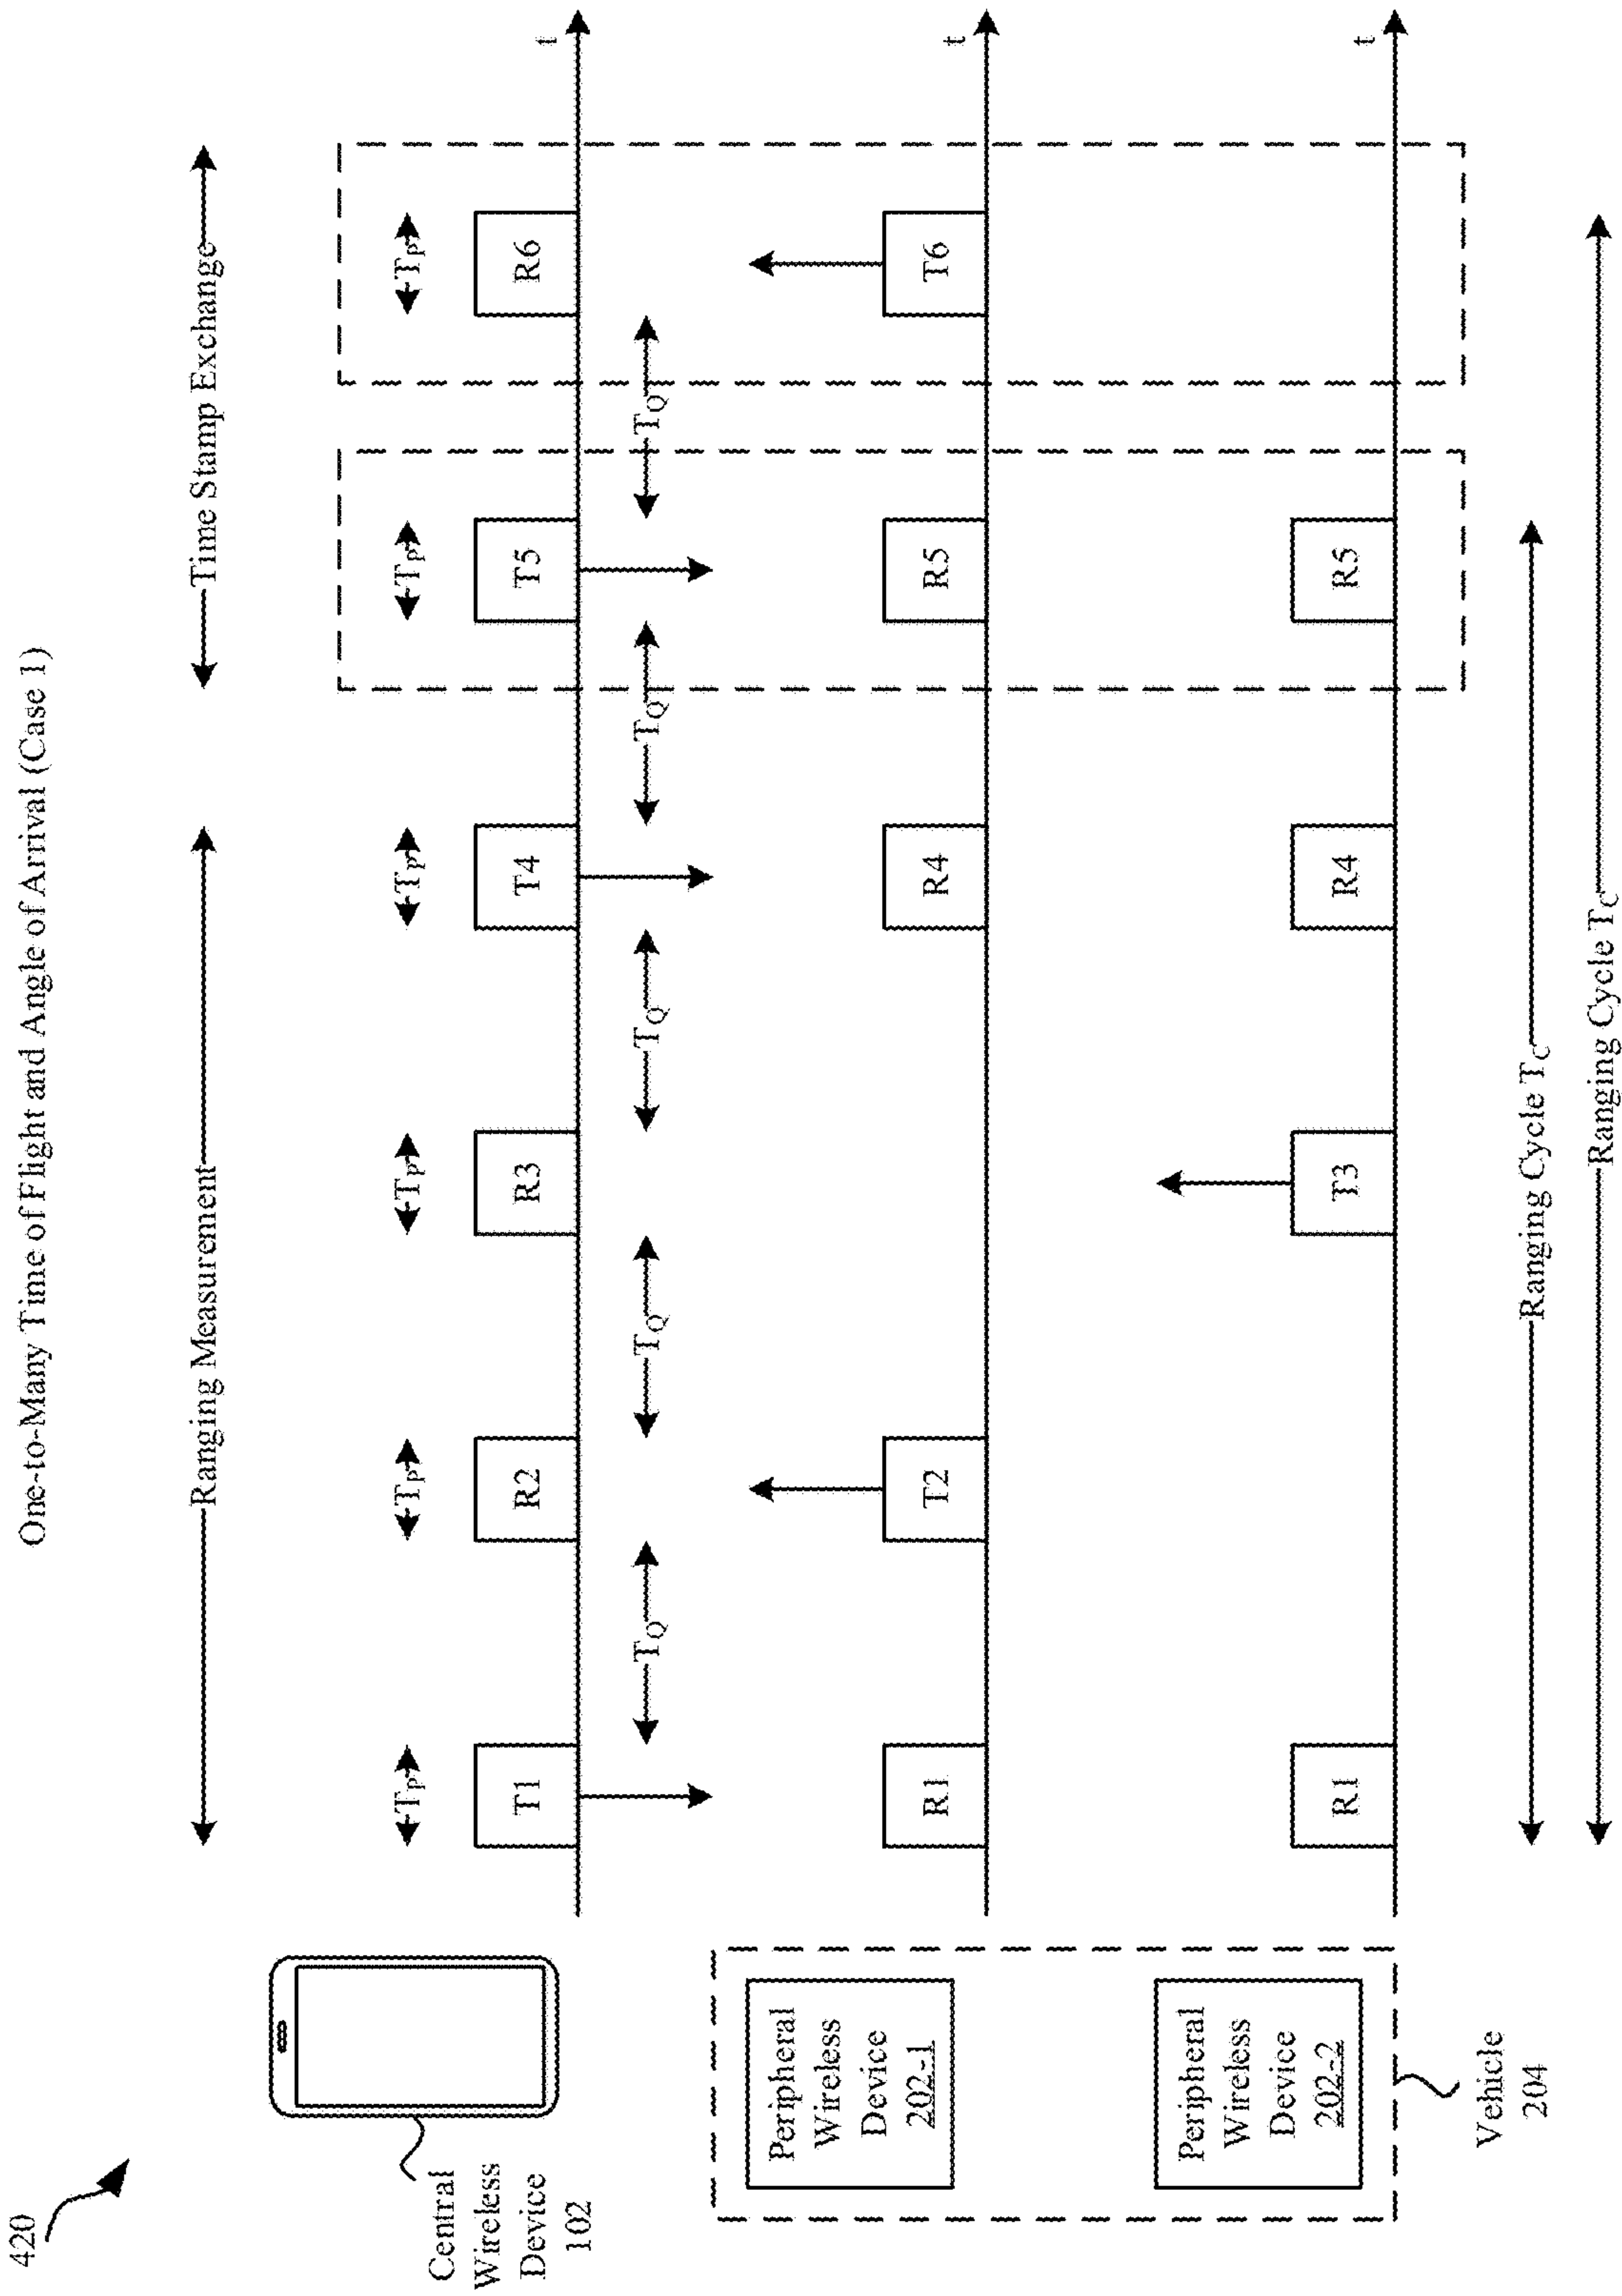 420
One-to-Many Time of Flight and Angle of Arrival (Case 1)
Ranging Measurement
Time Stamp Exchange
TP
TP
TP
TP
TP
TP
Central
Wireless
Device
102
T1
R2
R3
T4
T5
R6
t
TQ
TQ
TQ
TQ
TQ
Peripheral
Wireless
Device
202-1
R1
T2
R4
R5
T6
t
Peripheral
Wireless
Device
202-2
R1
T3
R4
R5
t
Vehicle
204
Ranging Cycle TC
Ranging Cycle TC